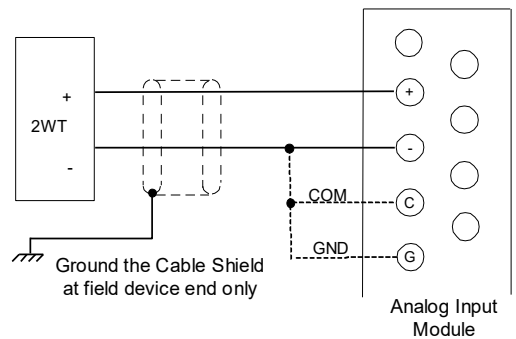 +
2WT
-
+
-
COM
C
GND
G
Ground the Cable Shield
at field device end only
Analog Input
Module